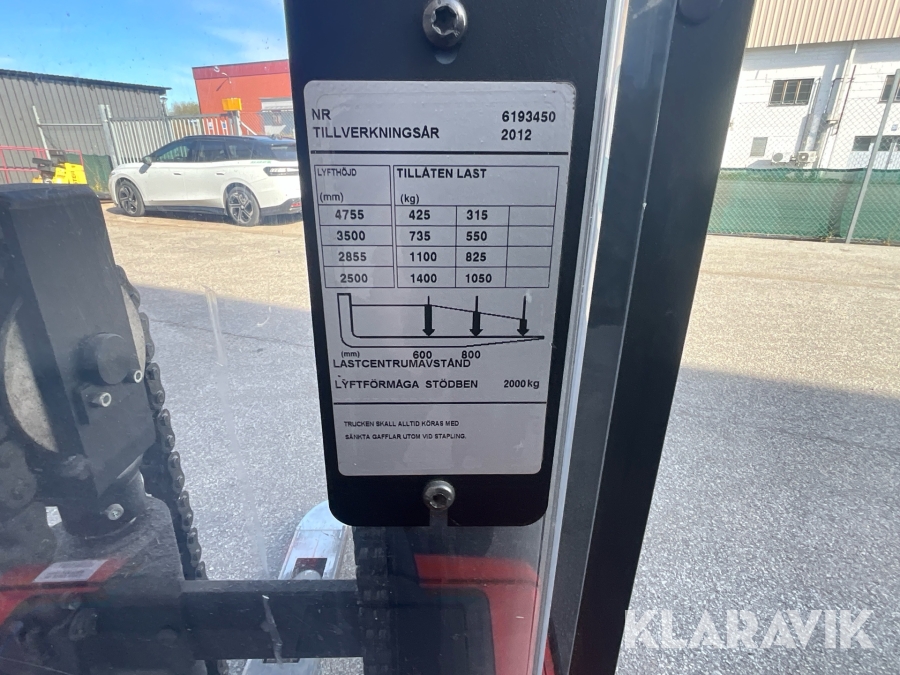 NR 6193450
TILLVERKNINGSÅR 2012
LYFTHÖJD TILLÅTEN LAST
(mm) (kg)
4755 425 315
3500 735 550
2855 1100 825
2500 1400 1050
(mm) 600 800
LASTCENTRUMAVSTÅND
LYFTFÖRMÅGA STÖDBEN 2000kg
TRUCKEN SKALL ALLTID KÖRAS MED
SÄNKTA GAFFLAR UTOM VID STAPLING.
KLARAVIK